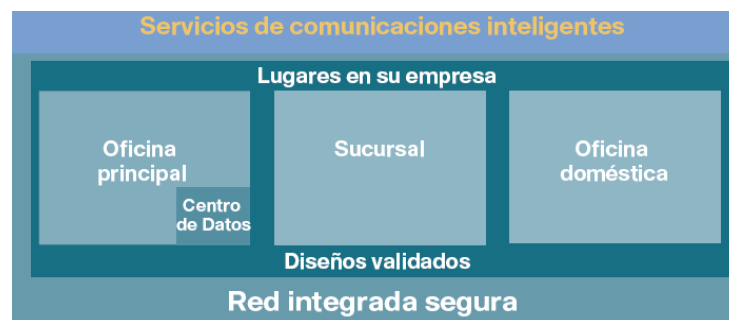 Servicios de comunicaciones inteligentes
Lugares en su empresa
Oficina
principal
Centro
de Datos
Sucursal
Oficina
doméstica
Diseños validados
Red integrada segura